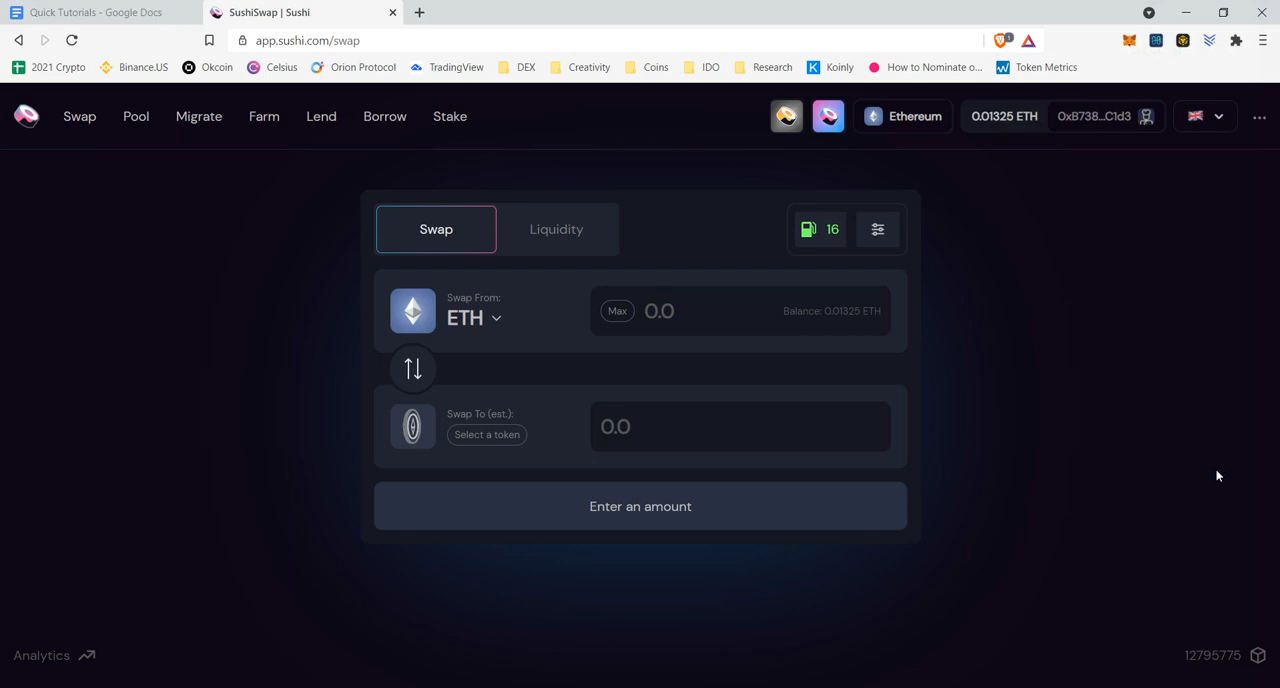 Quick Tutorials - Google Docs
SushiSwap | Sushi
app.sushi.com/swap
1
2021 Crypto
Binance.US
Okcoin
Celsius
Orion Protocol
TradingView
DEX
Creativity
Coins
IDO
Research
Koinly
How to Nominate o...
Token Metrics
Swap
Pool
Migrate
Farm
Lend
Borrow
Stake
Ethereum
0.01325 ETH
0xB738...C1d3
Swap
Liquidity
16
Swap From:
ETH
Max
0.0
Balance: 0.01325 ETH
Swap To (est.):
Select a token
0.0
Enter an amount
Analytics
12795775